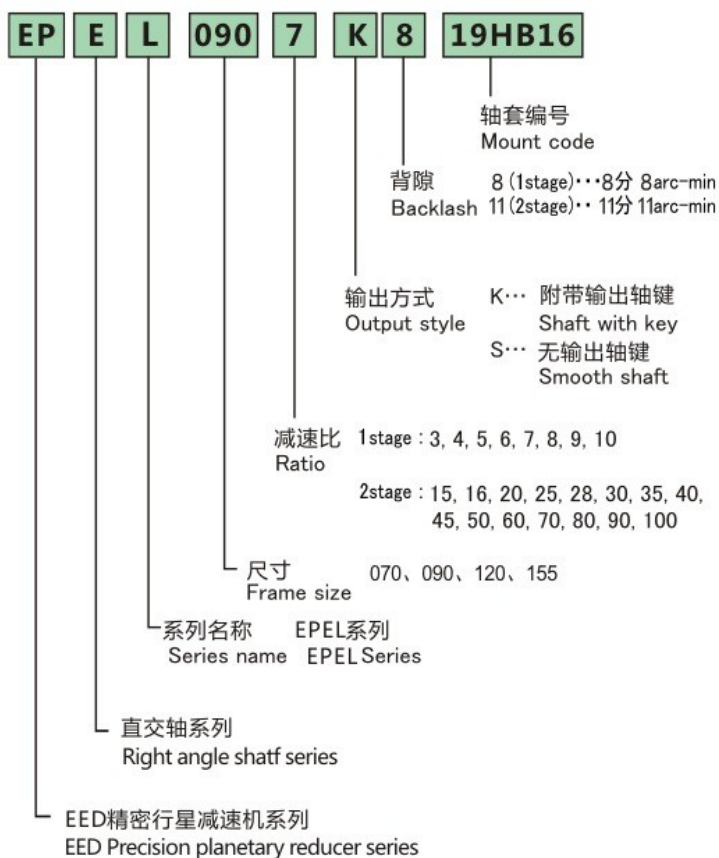 EP E L 090 7 K 8 19HB16
轴套编号
Mount code
背隙 8 (1stage)···8分 8arc-min
Backlash 11 (2stage)·· 11分 11arc-min
输出方式 K··· 附带输出轴键
Output style Shaft with key
S··· 无输出轴键
Smooth shaft
减速比 1stage : 3, 4, 5, 6, 7, 8, 9, 10
Ratio
2stage : 15, 16, 20, 25, 28, 30, 35, 40,
45, 50, 60, 70, 80, 90, 100
尺寸 070、090、120、155
Frame size
系列名称 EPEL系列
Series name EPEL Series
直交轴系列
Right angle shatf series
EED精密行星减速机系列
EED Precision planetary reducer series